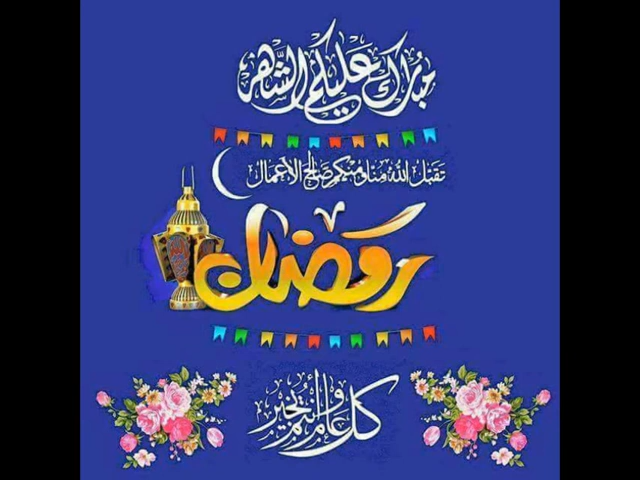 مبارك عليكم الشهر
تقبل الله منا ومنكم صالح الأعمال
رمضان
كل عام وأنتم بخير